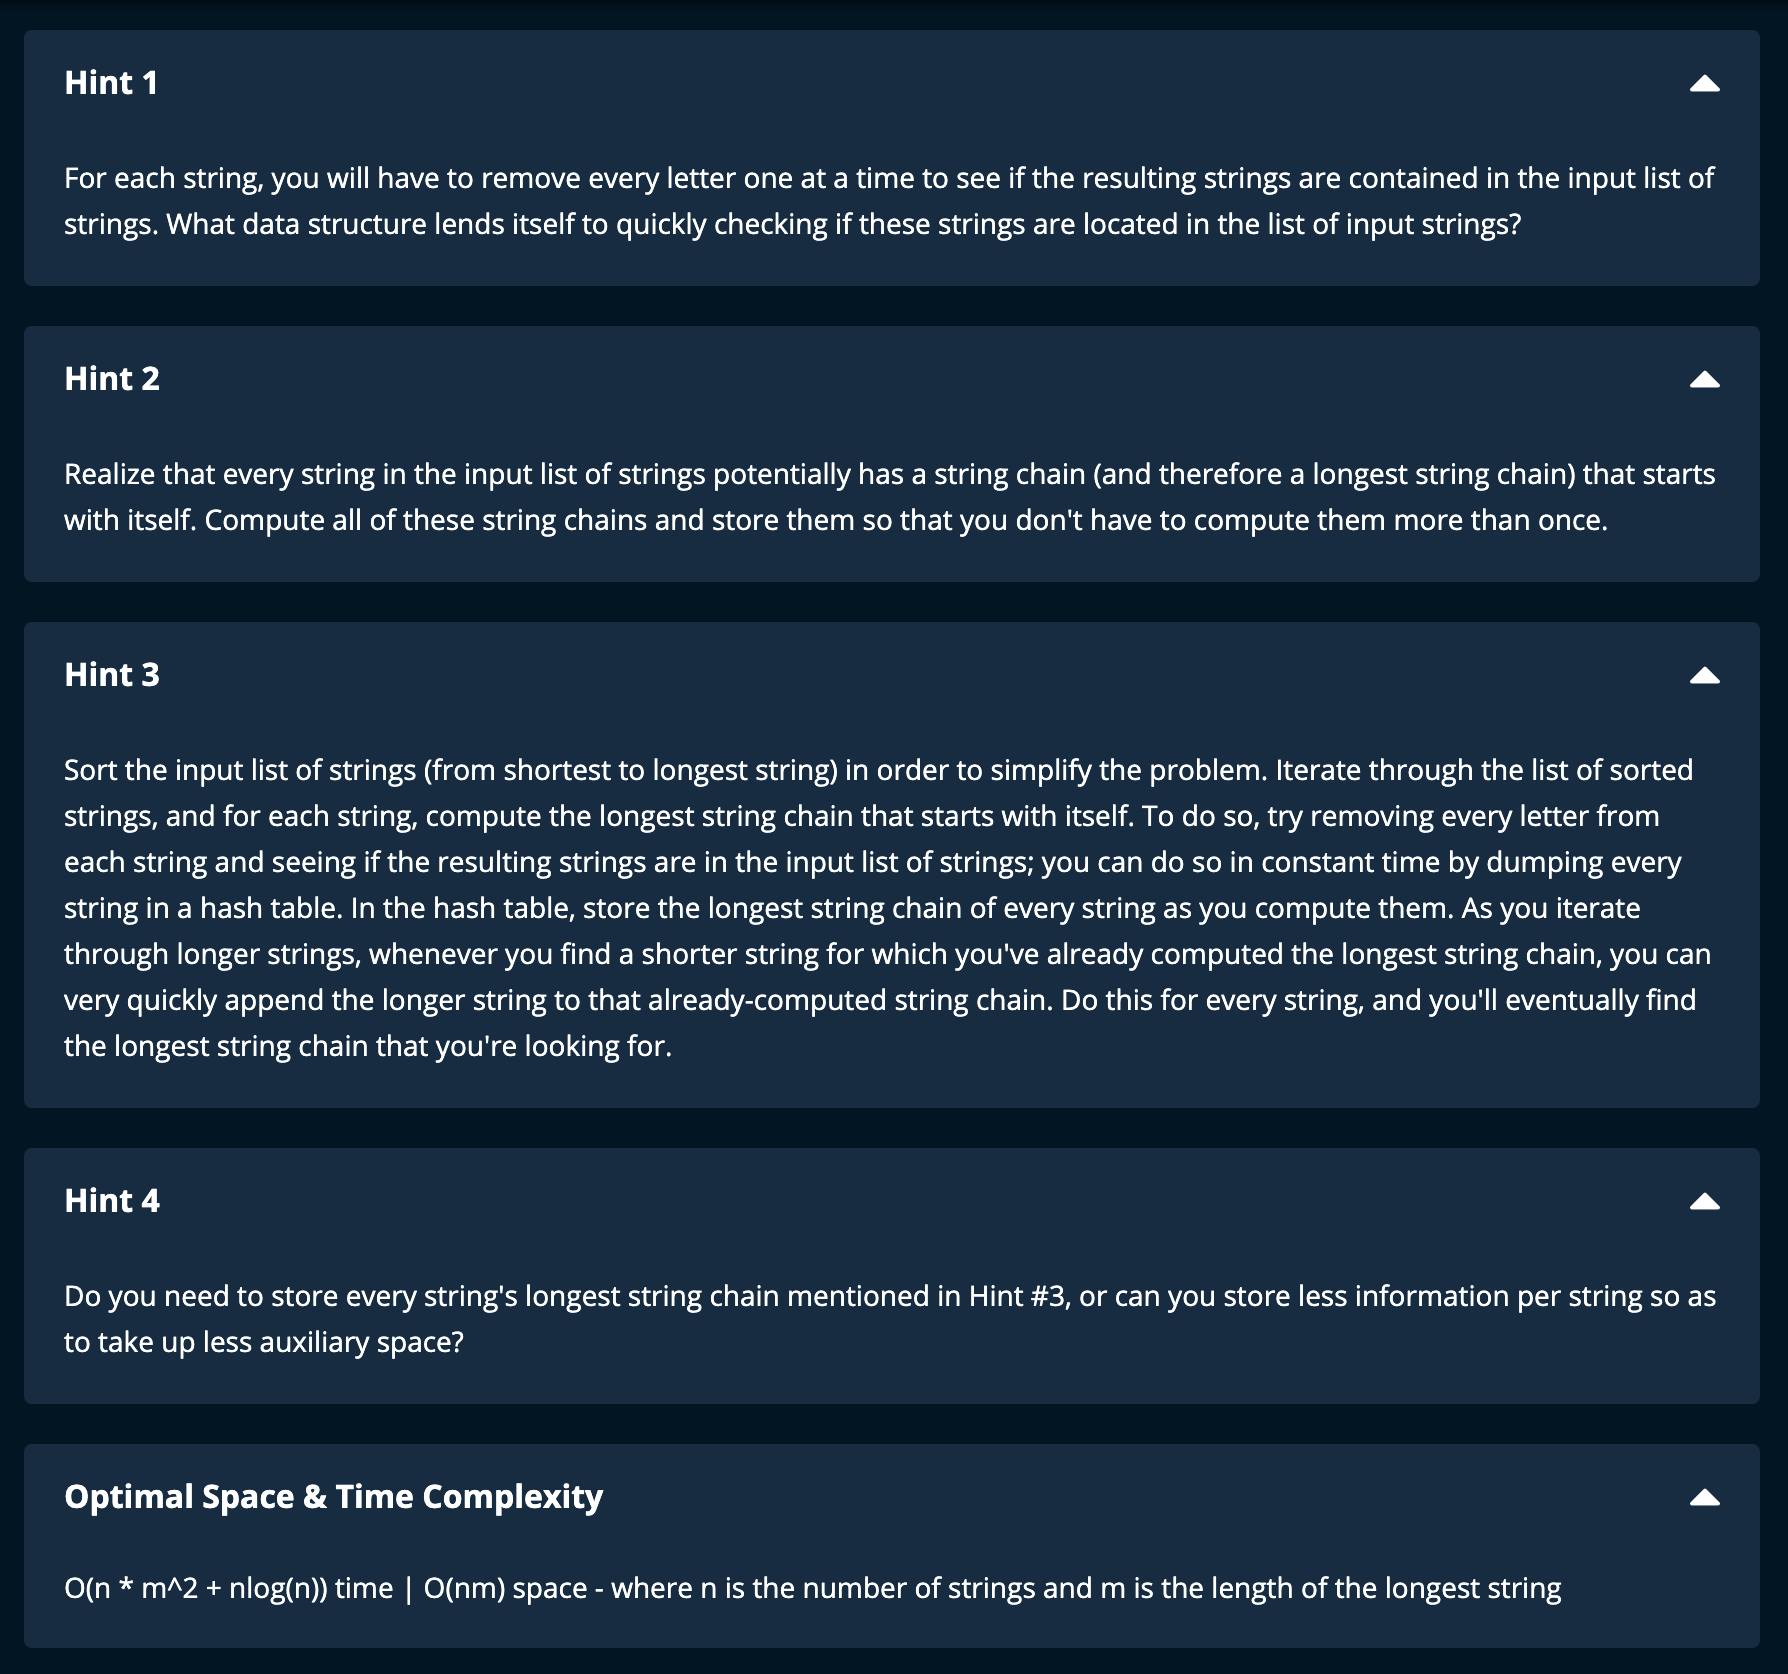 Hint 1
For each string, you will have to remove every letter one at a time to see if the resulting strings are contained in the input list of
strings. What data structure lends itself to quickly checking if these strings are located in the list of input strings?
Hint 2
Realize that every string in the input list of strings potentially has a string chain (and therefore a longest string chain) that starts
with itself. Compute all of these string chains and store them so that you don't have to compute them more than once.
Hint 3
Sort the input list of strings (from shortest to longest string) in order to simplify the problem. Iterate through the list of sorted
strings, and for each string, compute the longest string chain that starts with itself. To do so, try removing every letter from
each string and seeing if the resulting strings are in the input list of strings; you can do so in constant time by dumping every
string in a hash table. In the hash table, store the longest string chain of every string as you compute them. As you iterate
through longer strings, whenever you find a shorter string for which you've already computed the longest string chain, you can
very quickly append the longer string to that already-computed string chain. Do this for every string, and you'll eventually find
the longest string chain that you're looking for.
Hint 4
Do you need to store every string's longest string chain mentioned in Hint #3, or can you store less information per string so as
to take up less auxiliary space?
Optimal Space & Time Complexity
O(n * m^2 + nlog(n)) time | O(nm) space - where n is the number of strings and m is the length of the longest string